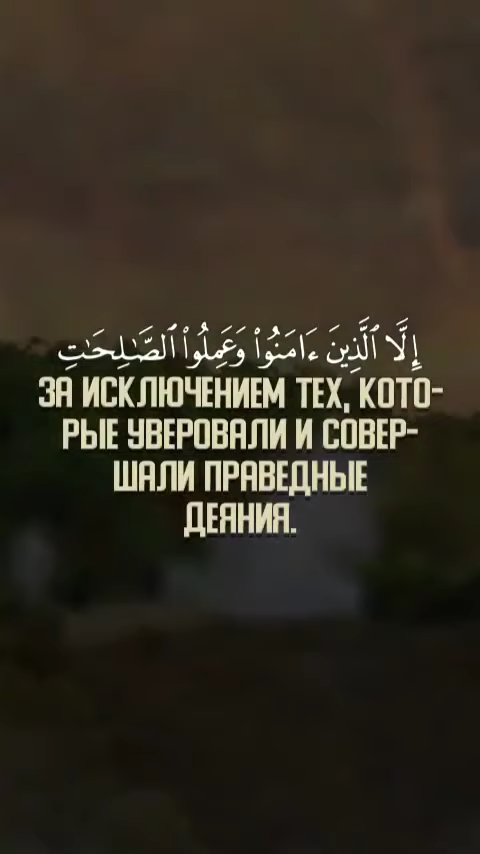 إِلَّا ٱلَّذِينَ ءَامَنُوا۟ وَعَمِلُوا۟ ٱلصَّـٰلِحَـٰتِ
ЗА ИСКЛЮЧЕНИЕМ ТЕХ, КОТО-
РЫЕ УВЕРОВАЛИ И СОВЕР-
ШАЛИ ПРАВЕДНЫЕ
ДЕЯНИЯ.